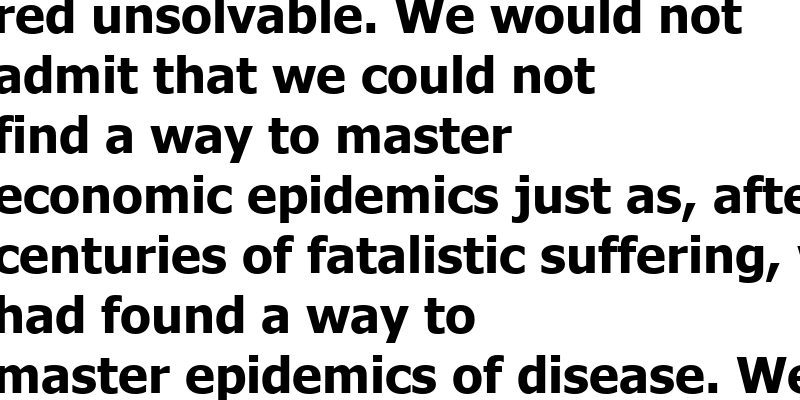 red unsolvable. We would not
admit that we could not
find a way to master
economic epidemics just as, afte
centuries of fatalistic suffering,
had found a way to
master epidemics of disease. We